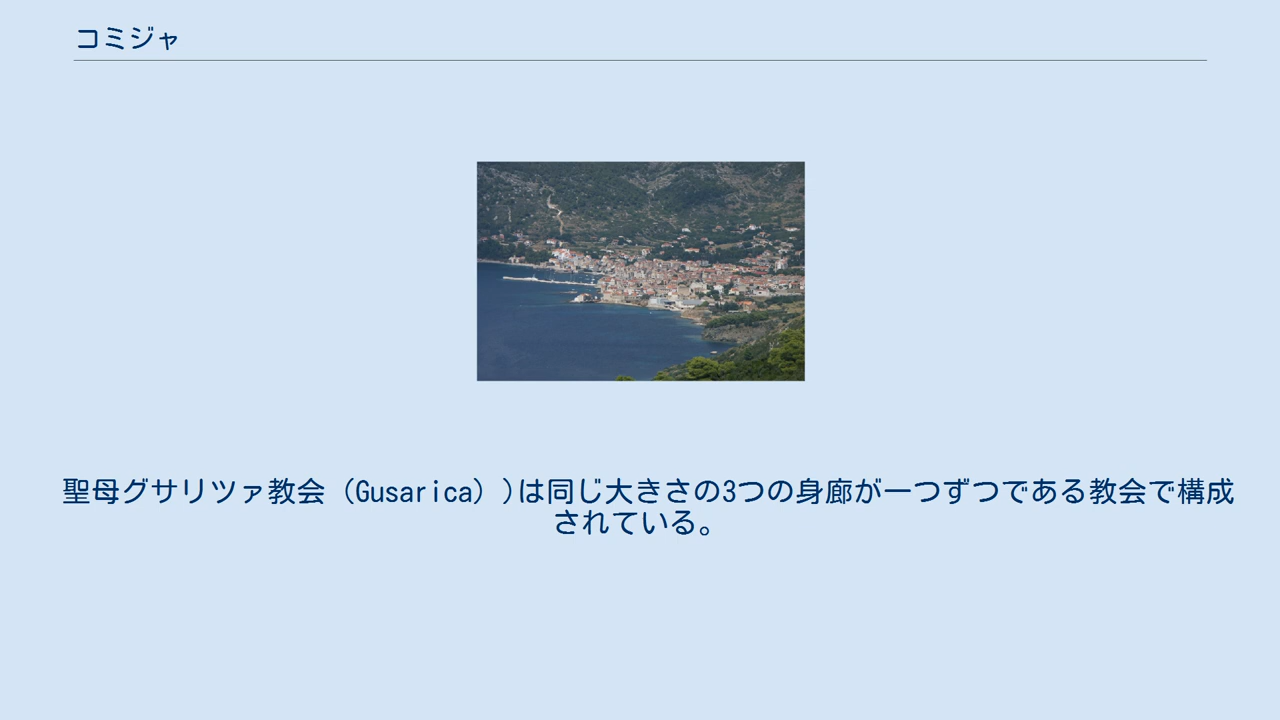 コミジャ
聖母グサリツァ教会（Gusarica）)は同じ大きさの3つの身廊が一つずつである教会で構成
されている。